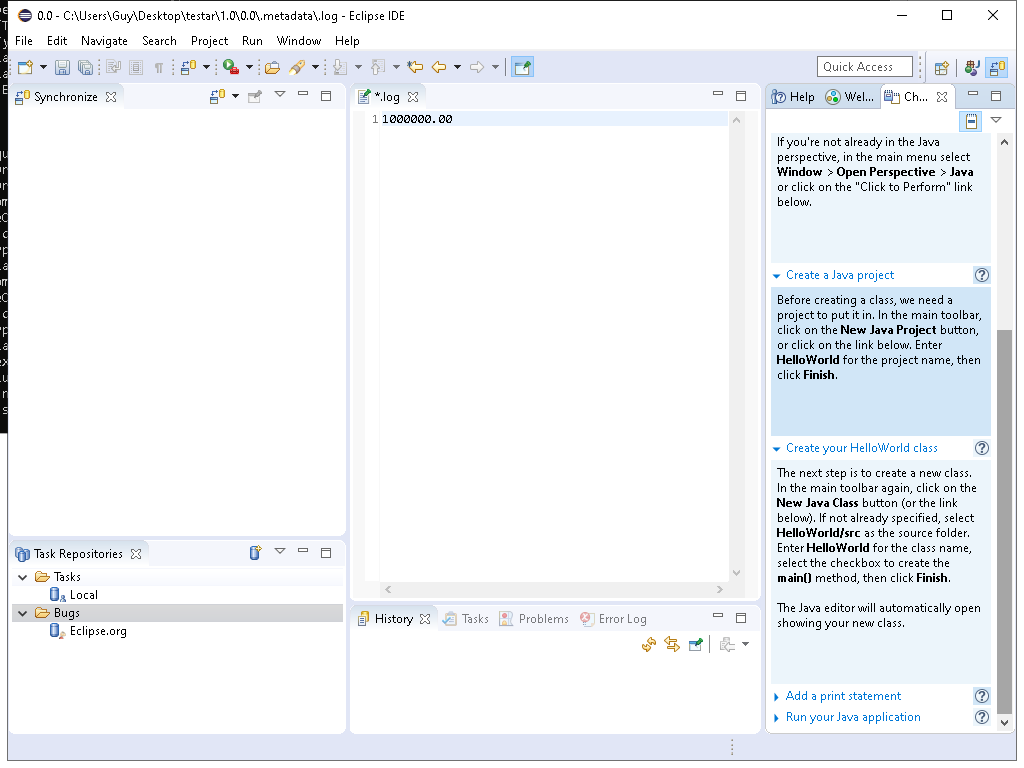 0.0 - C:\Users\Guy\Desktop\testar\1.0\0.0\.metadata\.log - Eclipse IDE
File Edit Navigate Search Project Run Window Help
Quick Access
Synchronize
*.log
Help Wel... Ch...
1 1000000.00
If you're not already in the Java
perspective, in the main menu select
Window > Open Perspective > Java
or click on the "Click to Perform" link
below.
Create a Java project
Before creating a class, we need a
project to put it in. In the main toolbar,
click on the New Java Project button,
or click on the link below. Enter
HelloWorld for the project name, then
click Finish.
Create your HelloWorld class
The next step is to create a new class.
In the main toolbar again, click on the
New Java Class button (or the link
below). If not already specified, select
HelloWorld/src as the source folder.
Enter HelloWorld for the class name,
select the checkbox to create the
main() method, then click Finish.
The Java editor will automatically open
showing your new class.
Add a print statement
Run your Java application
Task Repositories
Tasks
Local
Bugs
Eclipse.org
History Tasks Problems Error Log